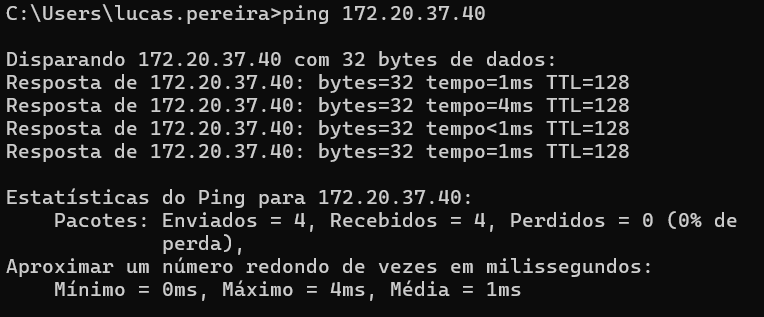 C:\Users\lucas.pereira>ping 172.20.37.40
Disparando 172.20.37.40 com 32 bytes de dados:
Resposta de 172.20.37.40: bytes=32 tempo=1ms TTL=128
Resposta de 172.20.37.40: bytes=32 tempo=4ms TTL=128
Resposta de 172.20.37.40: bytes=32 tempo<1ms TTL=128
Resposta de 172.20.37.40: bytes=32 tempo=1ms TTL=128
Estatísticas do Ping para 172.20.37.40:
Pacotes: Enviados = 4, Recebidos = 4, Perdidos = 0 (0% de
perda),
Aproximar um número redondo de vezes em milissegundos:
Mínimo = 0ms, Máximo = 4ms, Média = 1ms